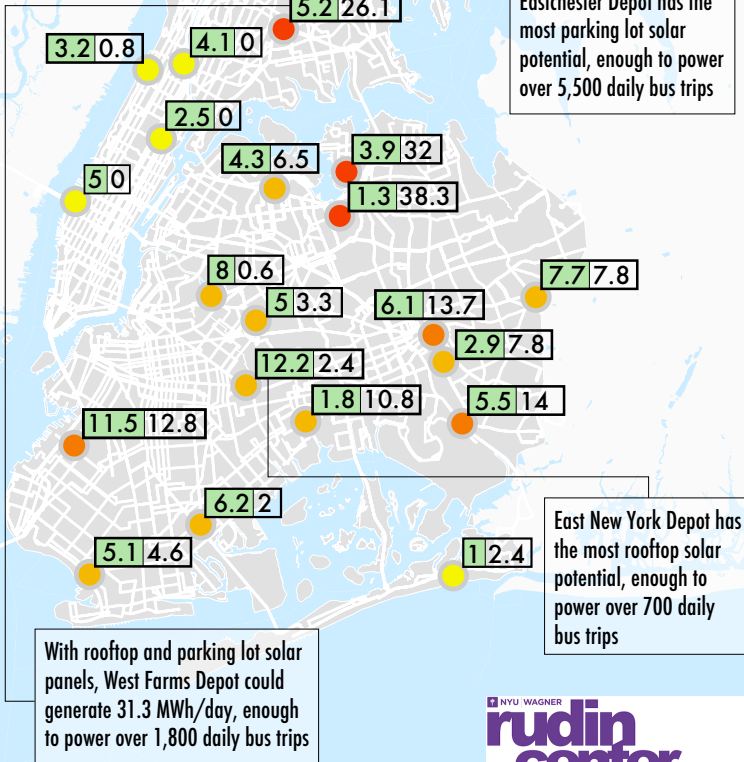 5.2 26.1
Eastchester Depot has the
most parking lot solar
potential, enough to power
over 5,500 daily bus trips
3.2 0.8
4.1 0
2.5 0
4.3 6.5
3.9 32
5 0
1.3 38.3
8 0.6
7.7 7.8
5 3.3
6.1 13.7
2.9 7.8
12.2 2.4
1.8 10.8
5.5 14
11.5 12.8
6.2 2
5.1 4.6
1 2.4
East New York Depot has
the most rooftop solar
potential, enough to
power over 700 daily
bus trips
With rooftop and parking lot solar
panels, West Farms Depot could
generate 31.3 MWh/day, enough
to power over 1,800 daily bus trips
NYU WAGNER
rudin
center